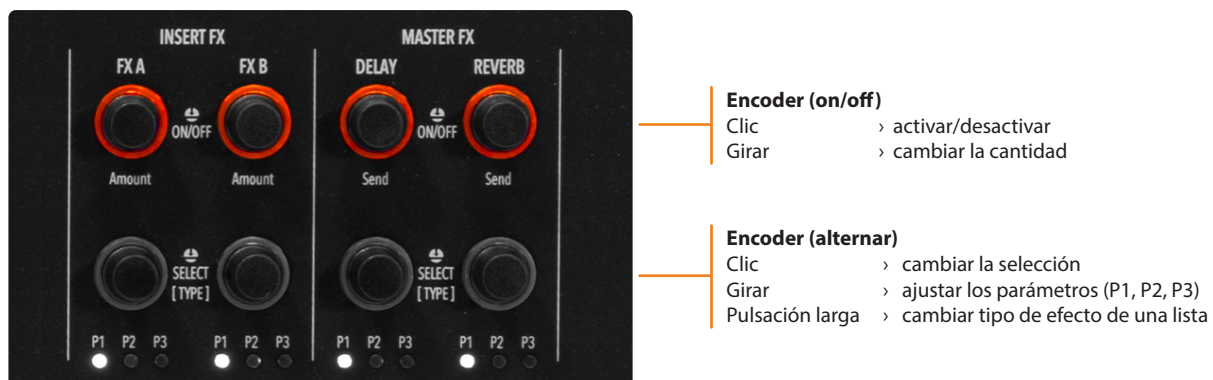 INSERT FX MASTER FX
FX A FX B DELAY REVERB
ON/OFF ON/OFF
Amount Amount Send Send
SELECT SELECT
[ TYPE ] [ TYPE ]
P1 P2 P3 P1 P2 P3 P1 P2 P3 P1 P2 P3
Encoder (on/off)
Clic › activar/desactivar
Girar › cambiar la cantidad
Encoder (alternar)
Clic › cambiar la selección
Girar › ajustar los parámetros (P1, P2, P3)
Pulsación larga › cambiar tipo de efecto de una lista